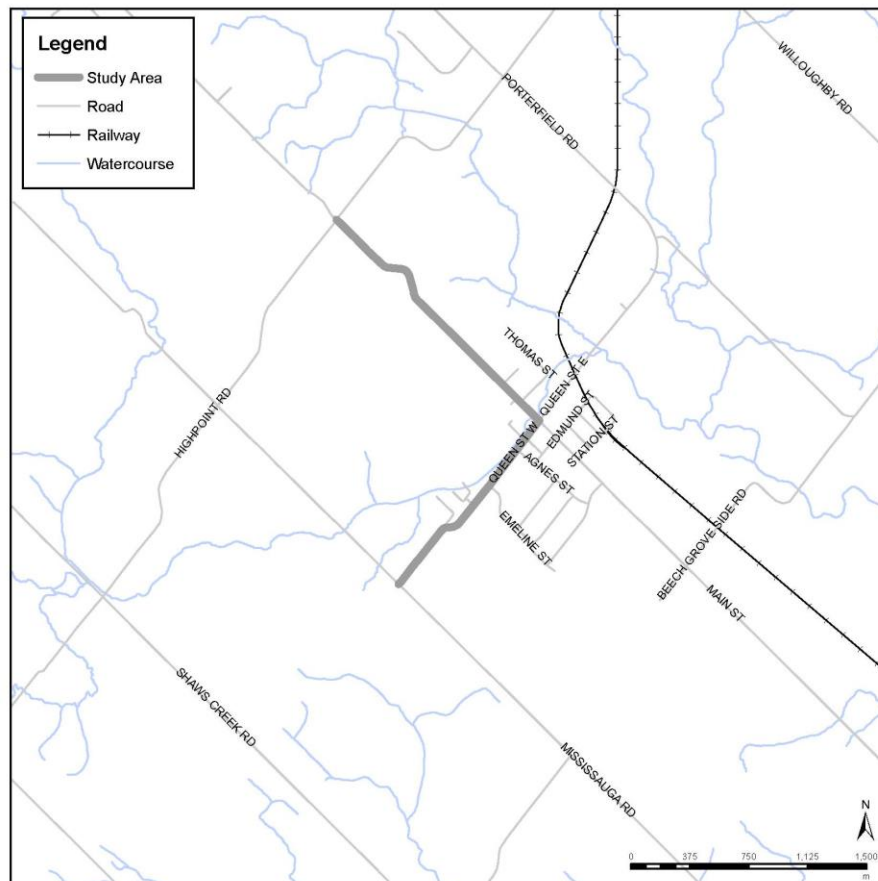 Legend
Study Area
Road
Railway
Watercourse
WILLOUGHBY RD
PORTERFIELD RD
THOMAS ST
QUEEN ST E
HIGHPOINT RD
EDMUND ST
STATION ST
QUEEN ST W
AGNES ST
EMELINE ST
BEECH GROVE SIDE RD
MAIN ST
SHAWS CREEK RD
MISSISSAUGA RD
N
0 375 750 1,125 1,500
m